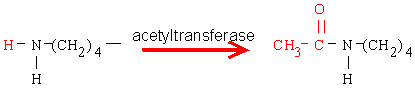 O
acetyltransferase
H – N – (CH₂)₄ – CH₃ – C – N – (CH₂)₄
H H